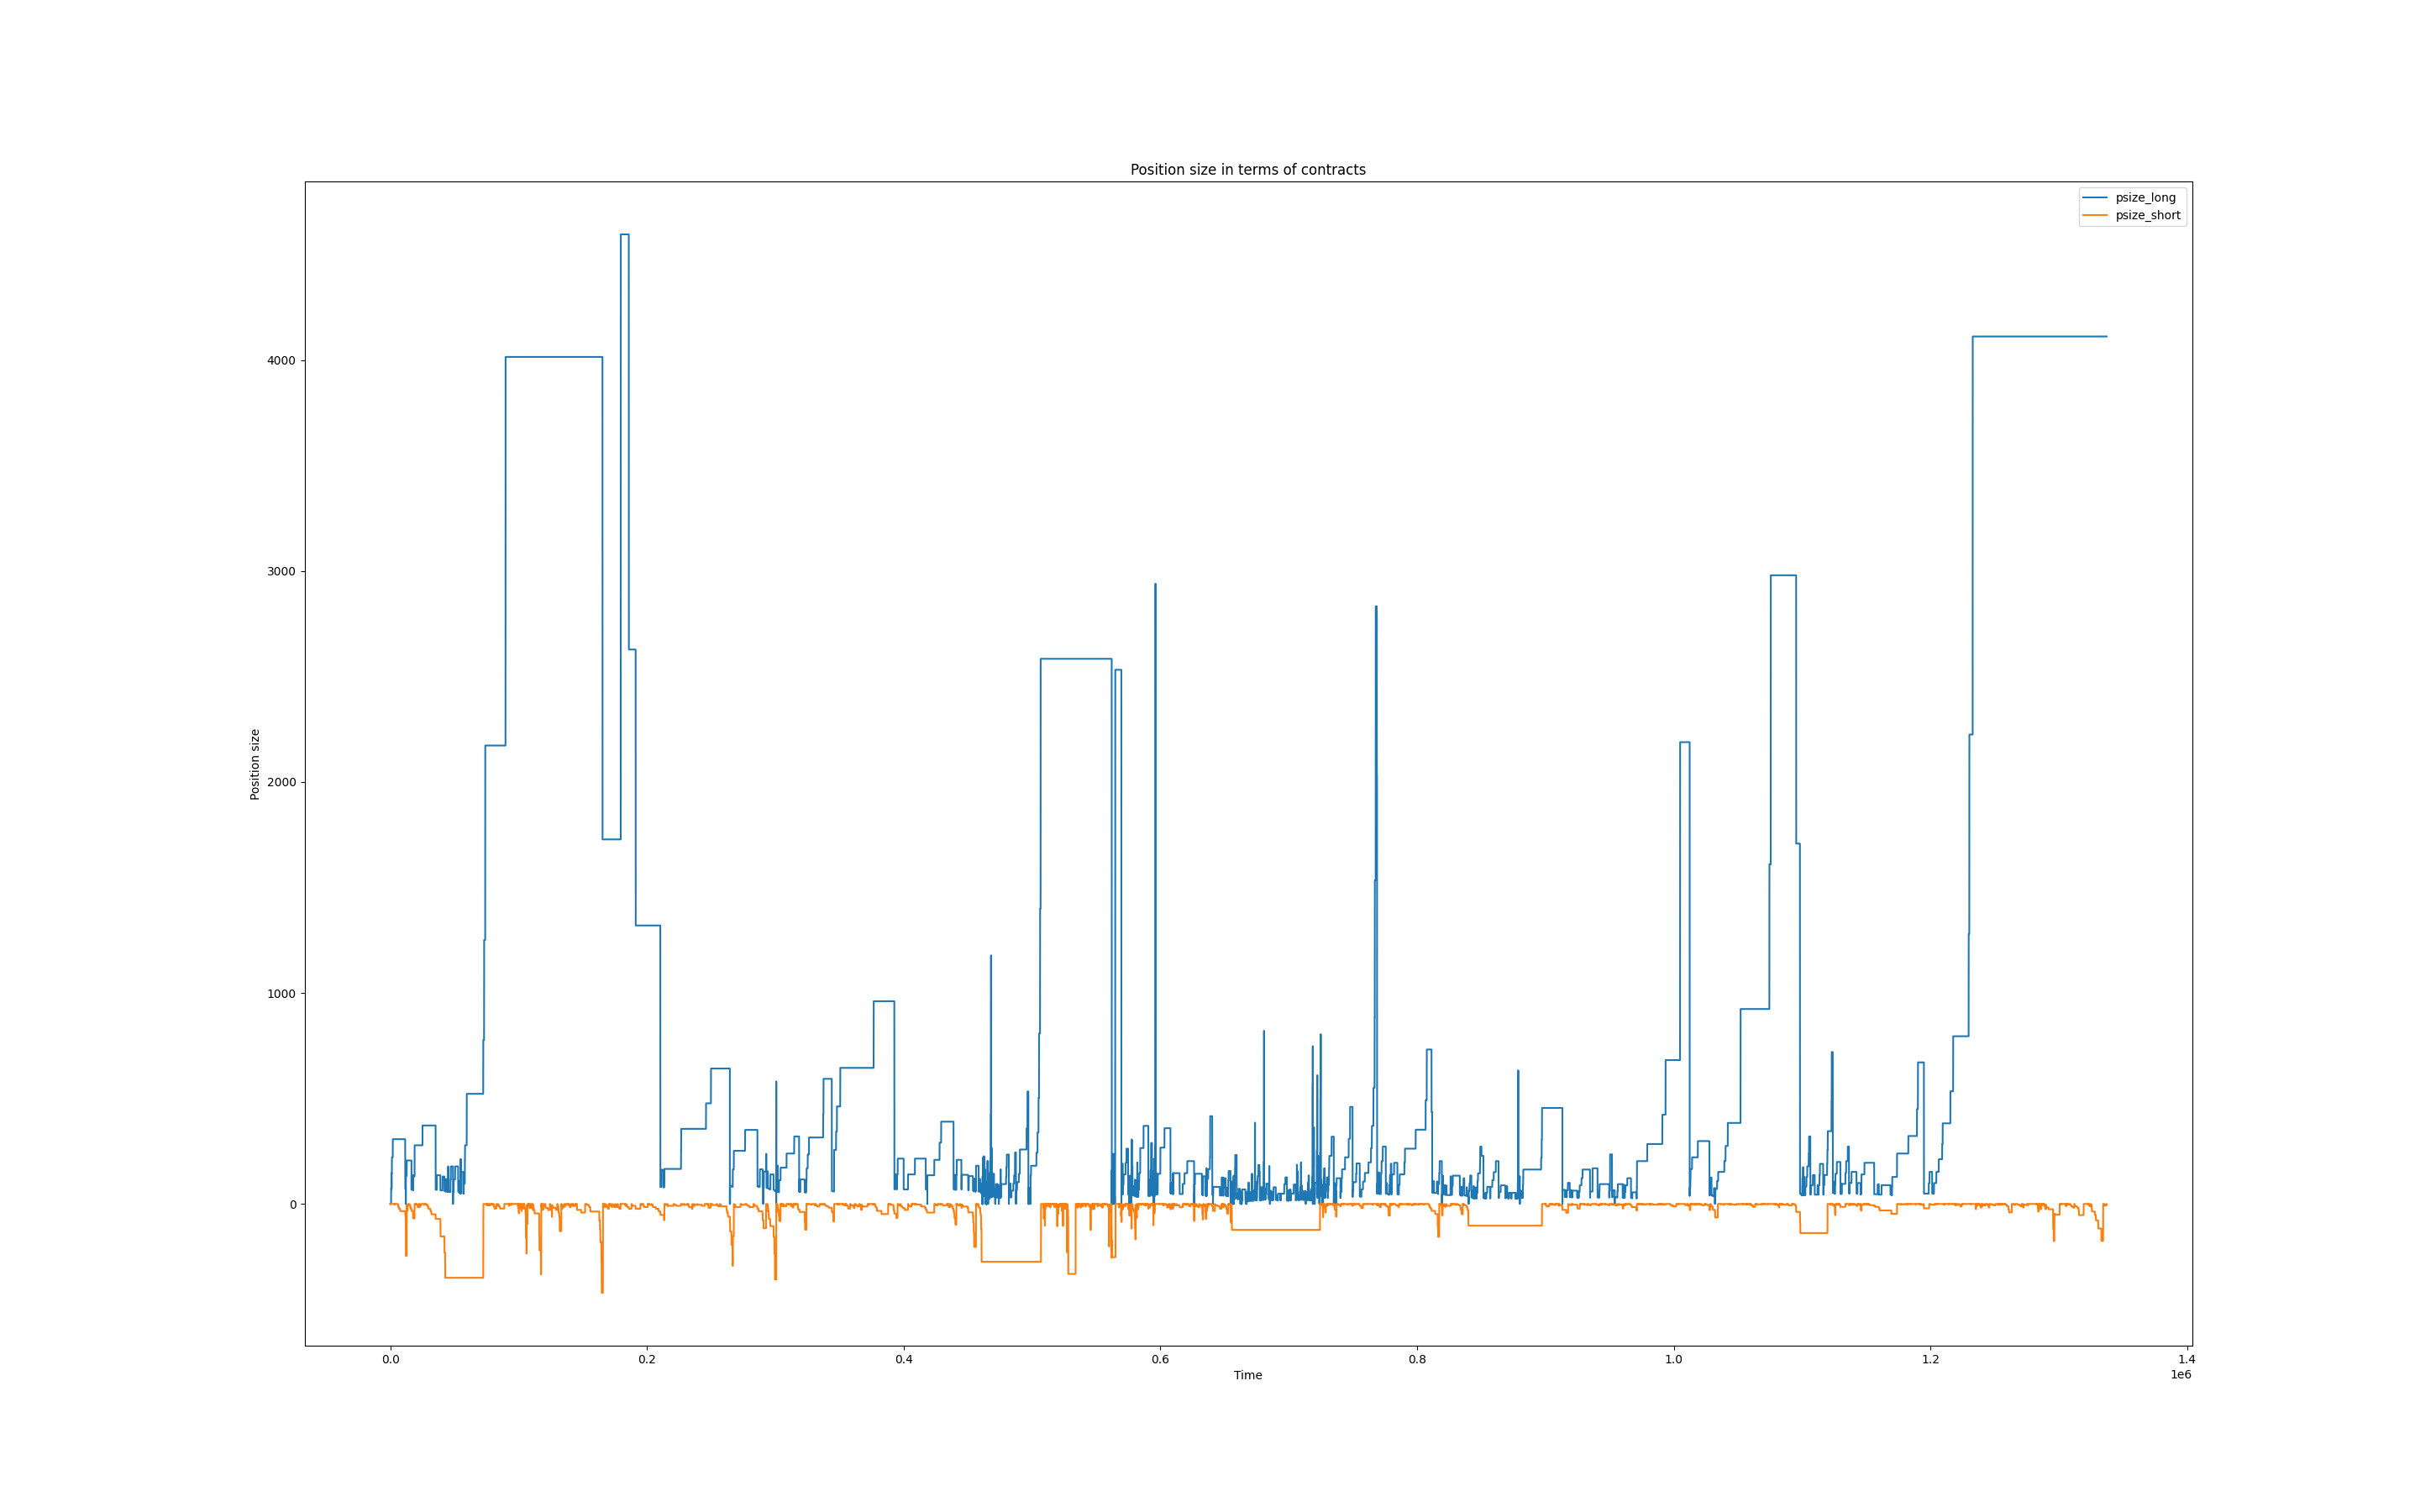 Position size in terms of contracts
psize_long
psize_short
Position size
4000
3000
2000
1000
0
0.0 0.2 0.4 0.6 0.8 1.0 1.2 1.4
Time
1e6